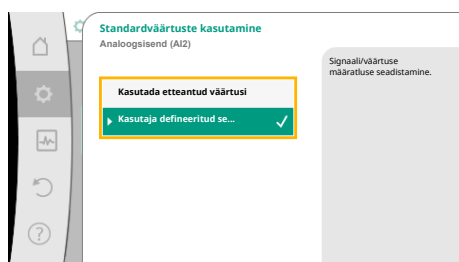 Standardväärtuste kasutamine
Analoogsisend (AI2)
Kasutada etteantud väärtusi
Kasutaja defineeritud se...
Signaali/väärtuse
määratluse seadistamine.
?